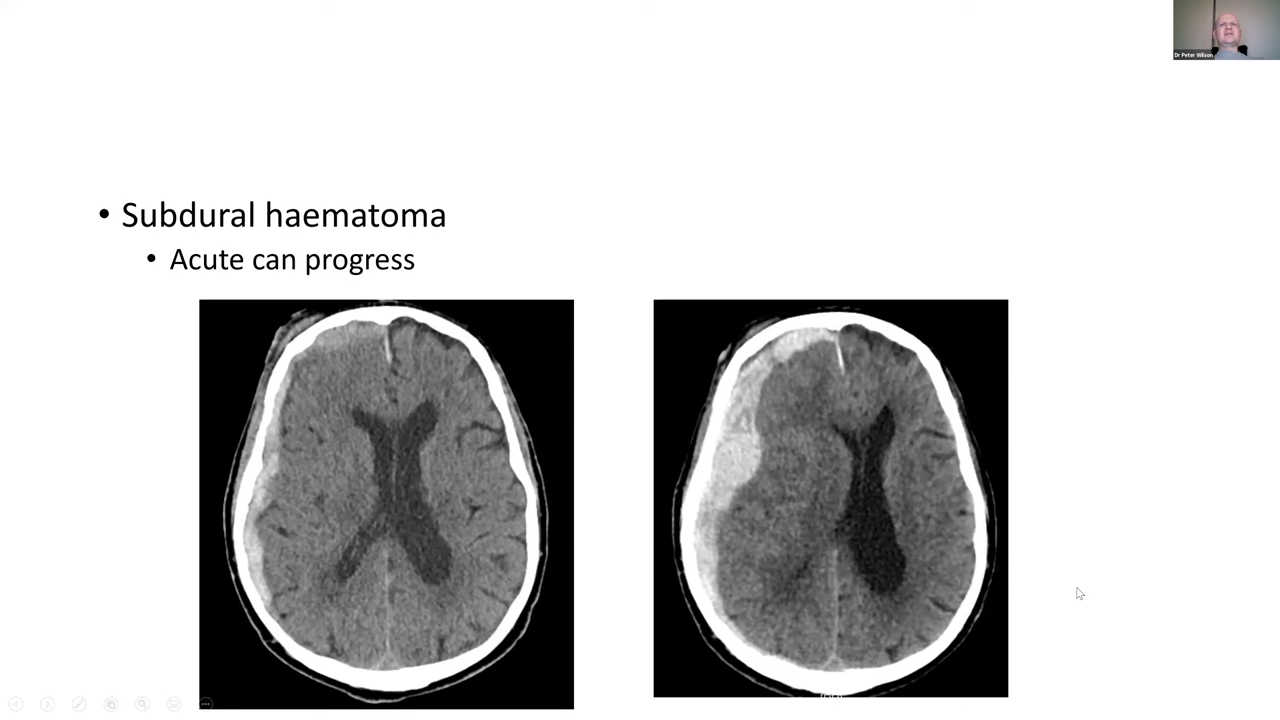 Dr Peter Wilson
• Subdural haematoma
• Acute can progress